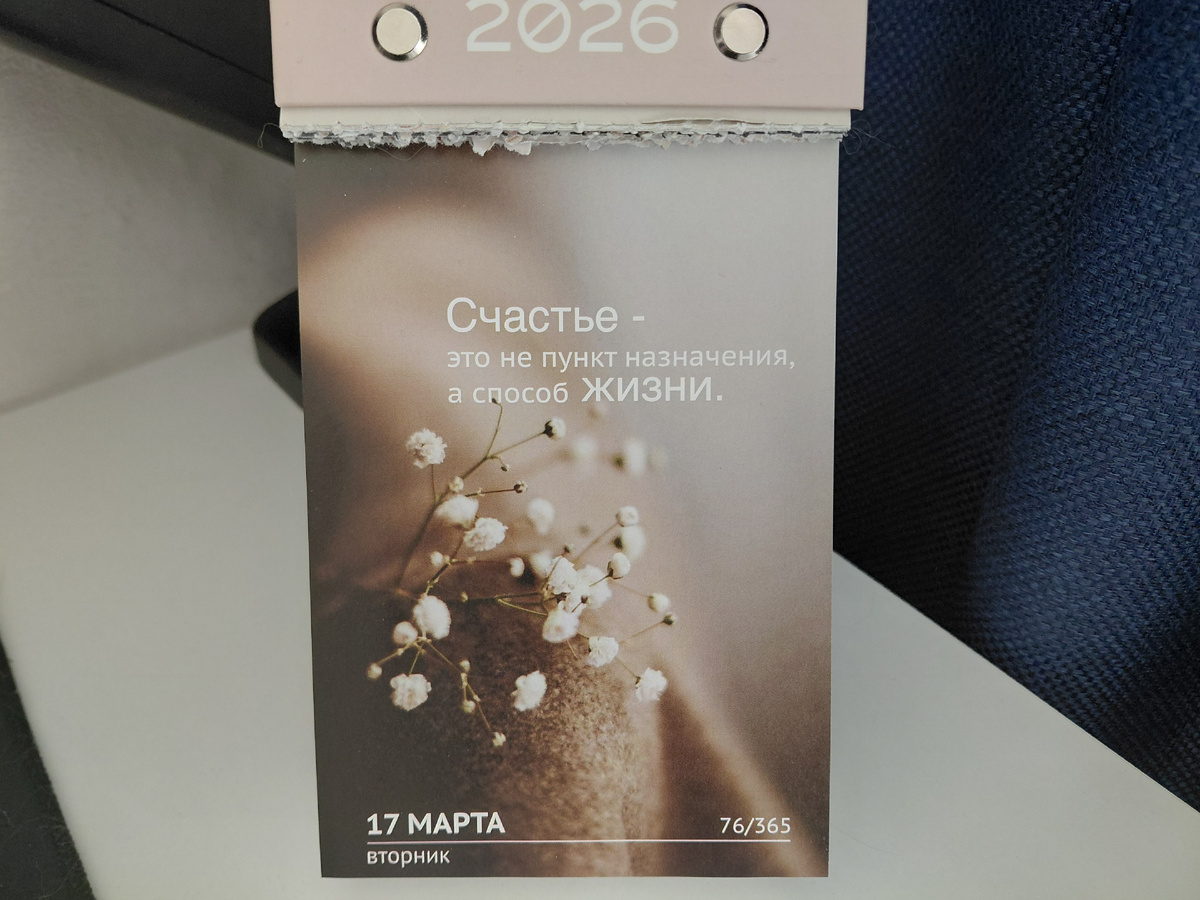 2026
Счастье -
это не пункт назначения,
а способ жизни.
17 МАРТА
76/365
вторник